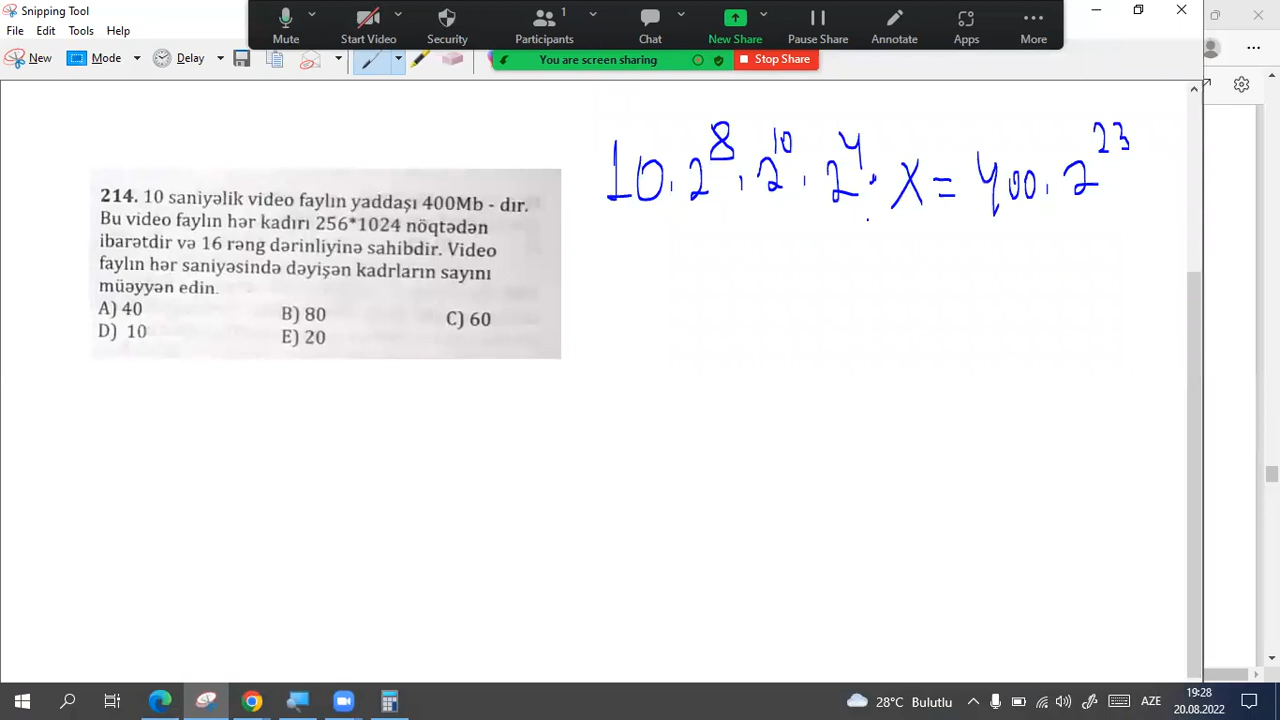 Snipping Tool
File Edit Tools Help
New Mode Delay
Mute Start Video Security Participants 1 Chat New Share Pause Share Annotate Apps More
You are screen sharing Stop Share
214. 10 saniyəlik video faylın yaddaşı 400Mb - dır.
Bu video faylın hər kadırı 256*1024 nöqtədən
ibarətdir və 16 rəng dərinliyinə sahibdir. Video
faylın hər saniyəsində dəyişən kadrların sayını
müəyyən edin.
A) 40 B) 80 C) 60
D) 10 E) 20
10 · 2^8 · 2^10 · 2^4 · x = 400 · 2^23
28°C Bulutlu AZE 19:28
20.08.2022